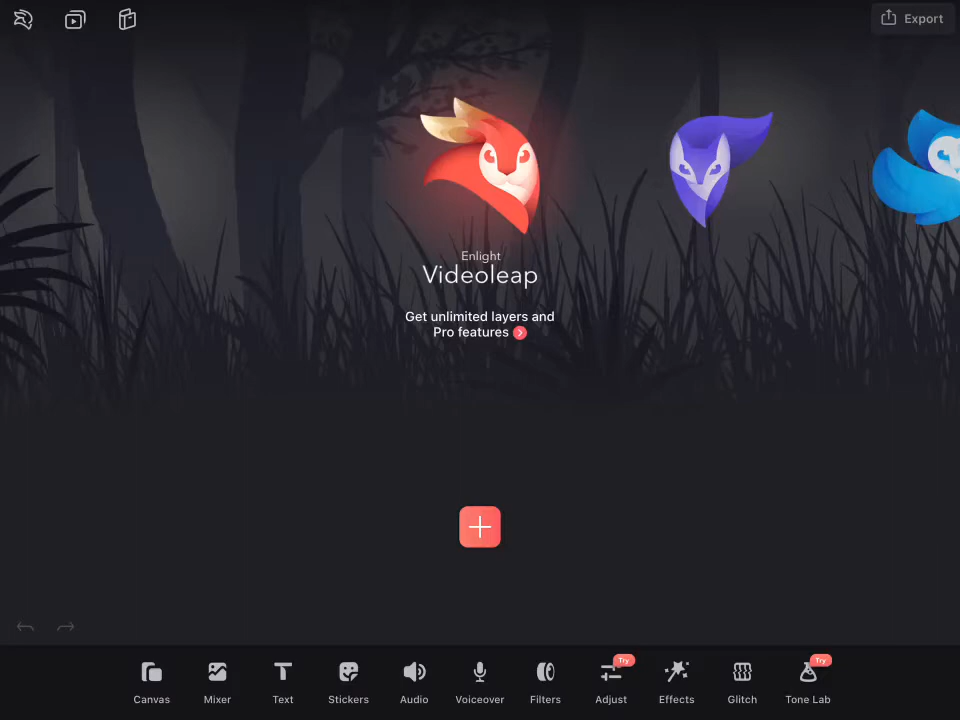 Export
Enlight
Videoleap
Get unlimited layers and
Pro features
Try
Try
Canvas
Mixer
Text
Stickers
Audio
Voiceover
Filters
Adjust
Effects
Glitch
Tone Lab